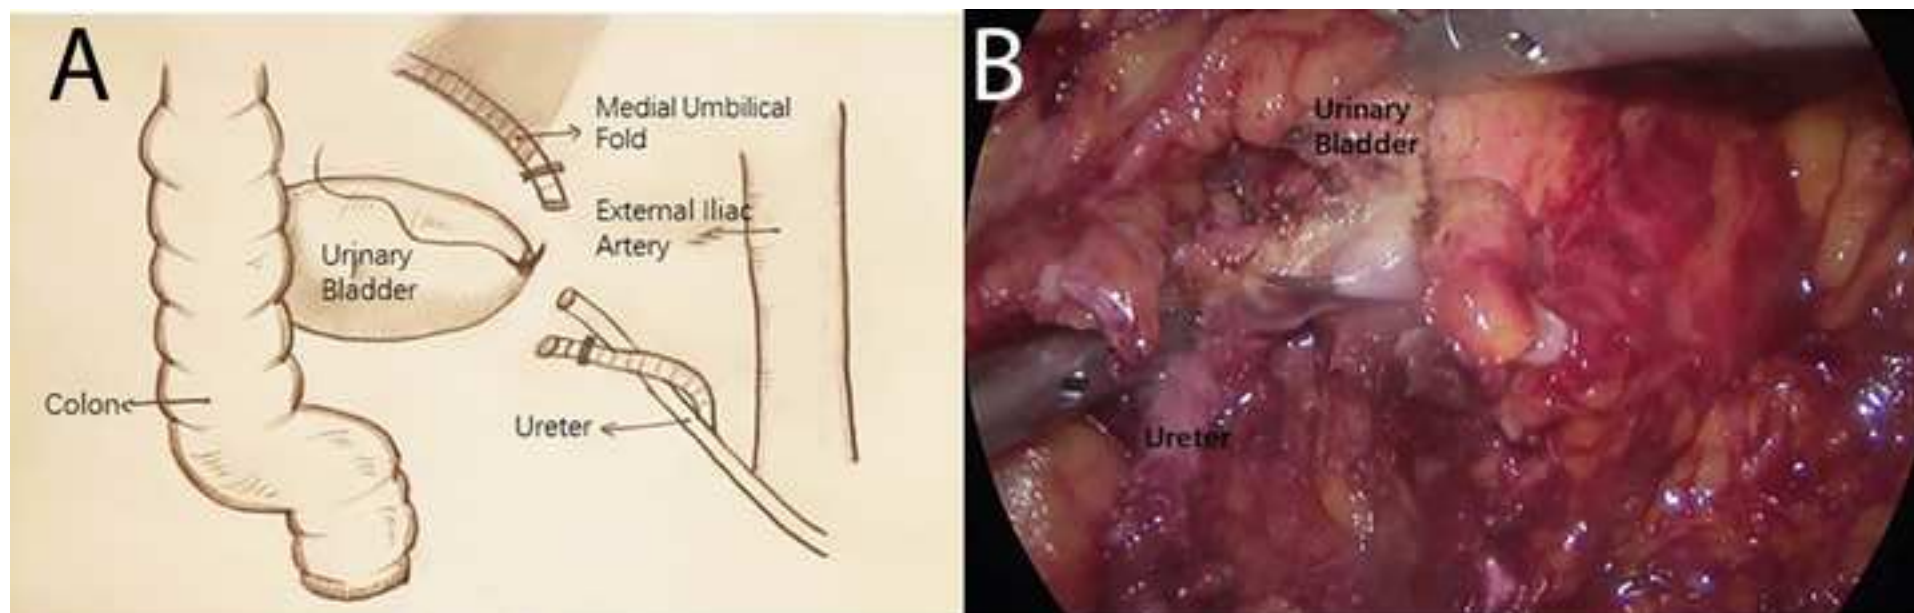 A
Medial Umbilical
Fold
External Iliac
Artery
Urinary
Bladder
Colon
Ureter
B
Urinary
Bladder
Ureter